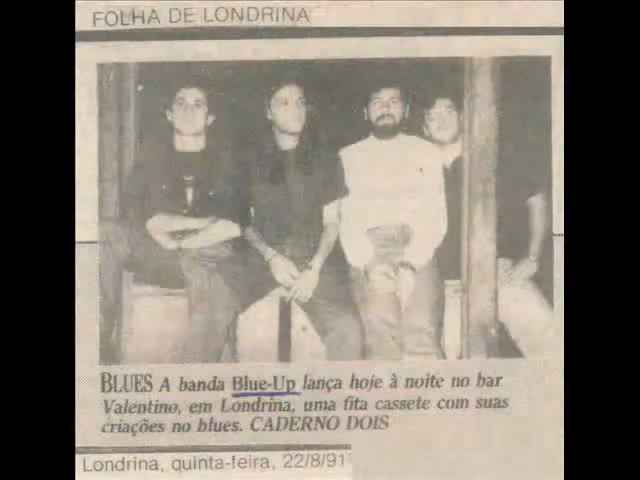 FOLHA DE LONDRINA
BLUES A banda Blue-Up lança hoje à noite no bar
Valentino, em Londrina, uma fita cassete com suas
criações no blues. CADERNO DOIS
Londrina, quinta-feira, 22/8/91